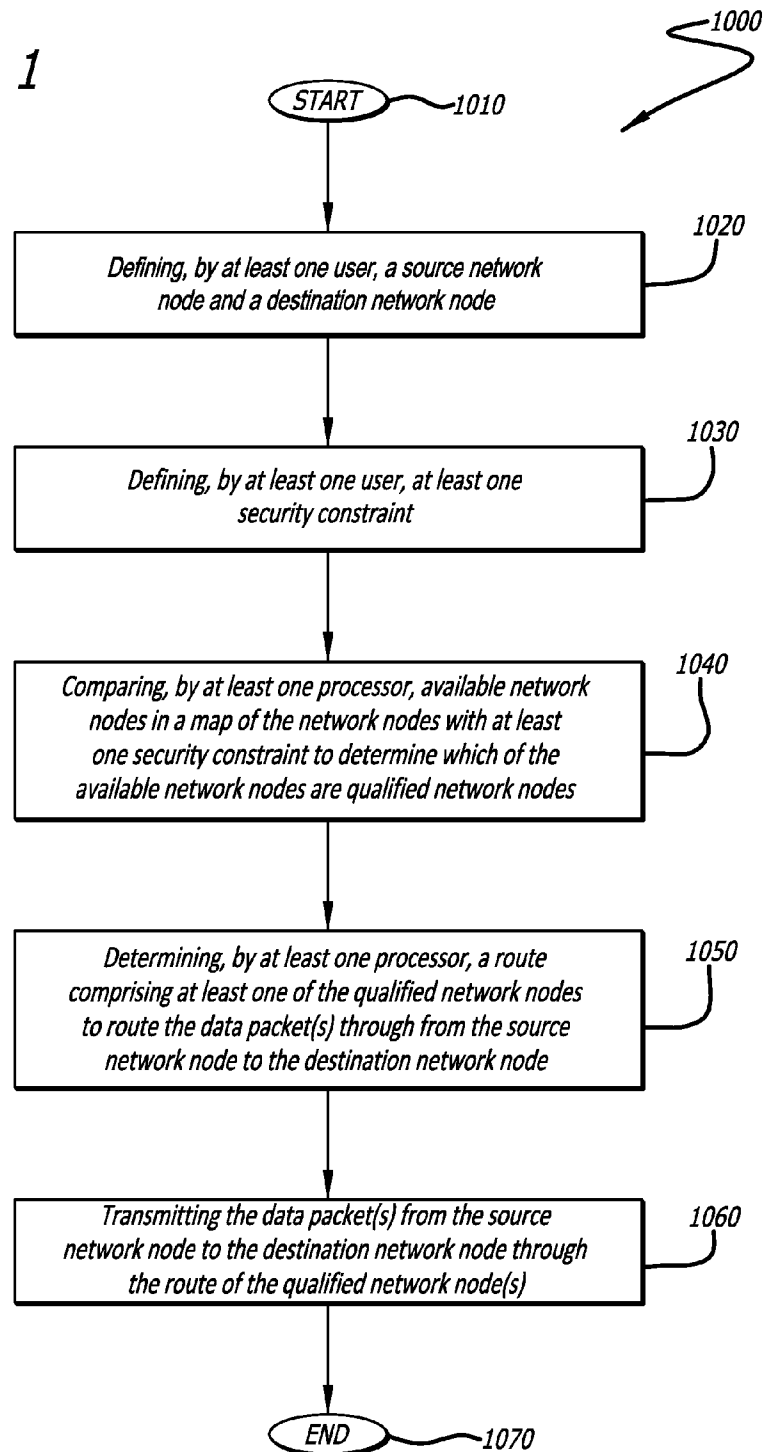 1000
1
START
1010
1020
Defining, by at least one user, a source network
node and a destination network node
1030
Defining, by at least one user, at least one
security constraint
1040
Comparing, by at least one processor, available network
nodes in a map of the network nodes with at least
one security constraint to determine which of the
available network nodes are qualified network nodes
1050
Determining, by at least one processor, a route
comprising at least one of the qualified network nodes
to route the data packet(s) through from the source
network node to the destination network node
1060
Transmitting the data packet(s) from the source
network node to the destination network node through
the route of the qualified network node(s)
END
1070